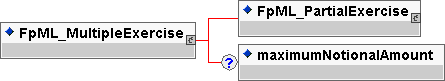 FpML_PartialExercise
FpML_MultipleExercise
?
maximumNotionalAmount